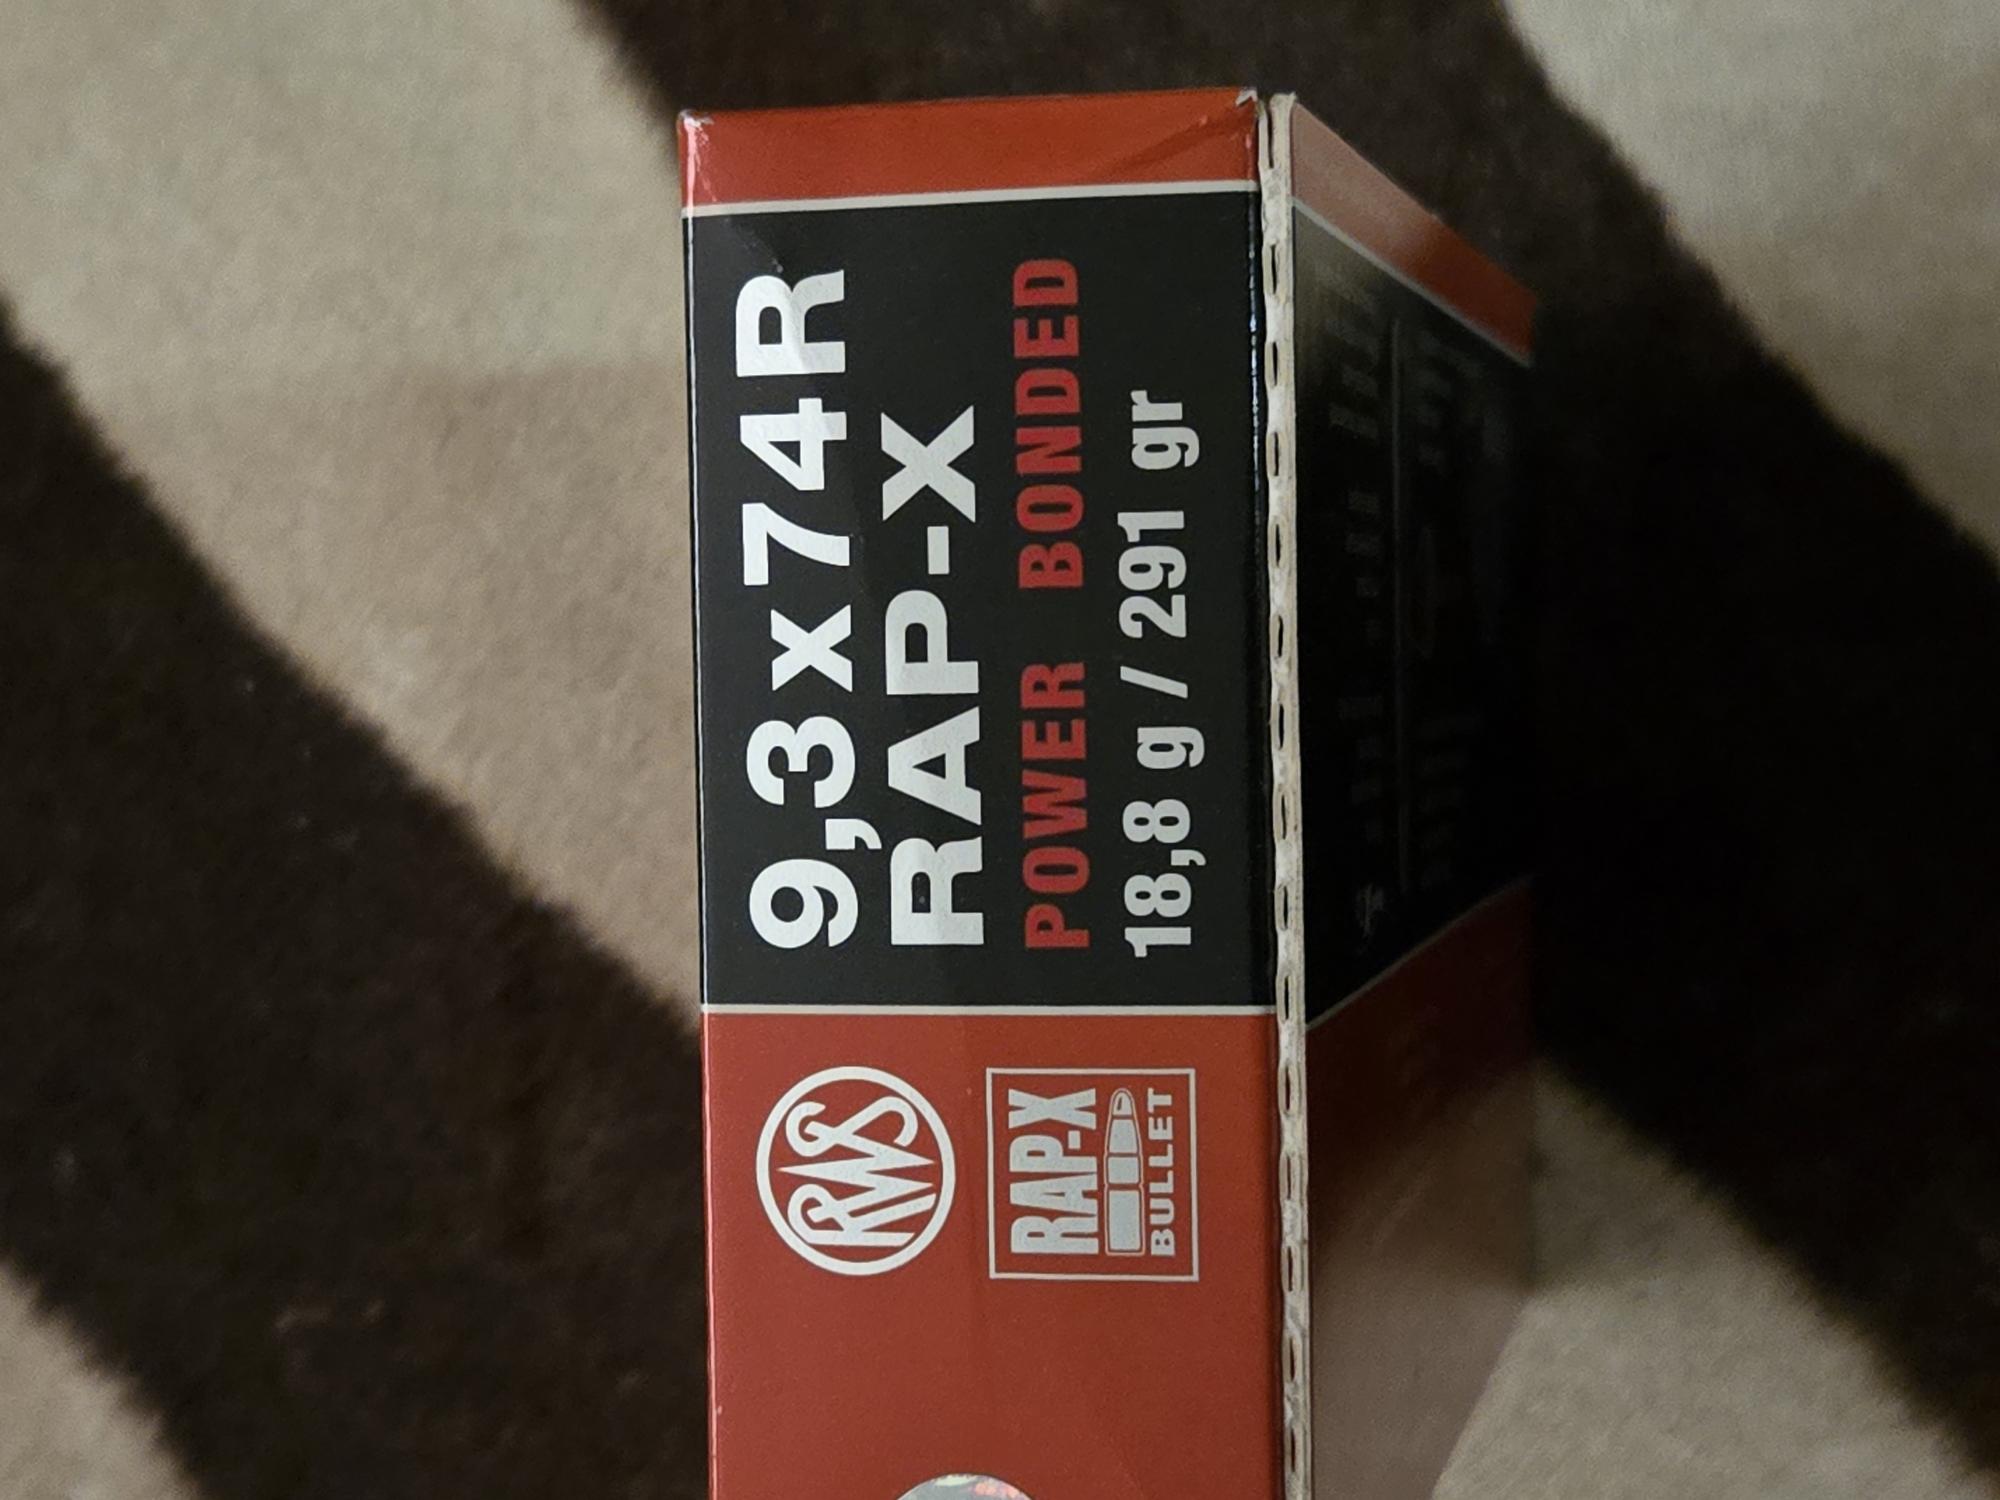 9,3x74R
RAP-X
POWER BONDED
18,8 g / 291 gr
RWS
RAP-X
BULLET